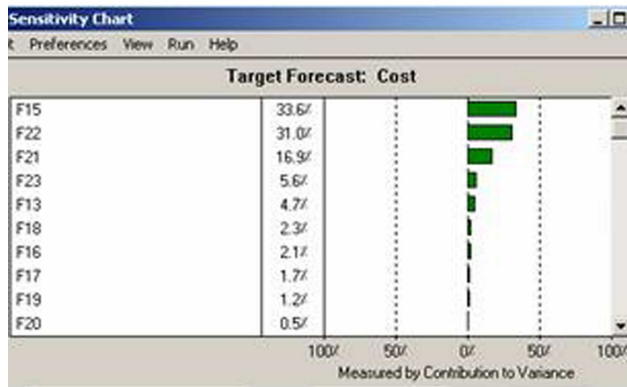 Sensitivity Chart
t Preferences View Run Help
Target Forecast: Cost
F15 33.6%
F22 31.0%
F21 16.9%
F23 5.6%
F13 4.7%
F18 2.3%
F16 2.1%
F17 1.7%
F19 1.2%
F20 0.5%
100% 50% 0% 50% 100%
Measured by Contribution to Variance